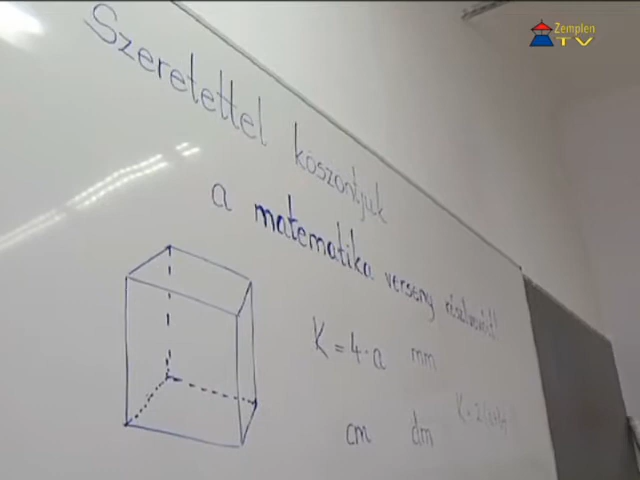 Zemplén
TV
Szeretettel
köszöntjük
a matematika verseny résztvevőit!
K = 4·a mm
cm dm